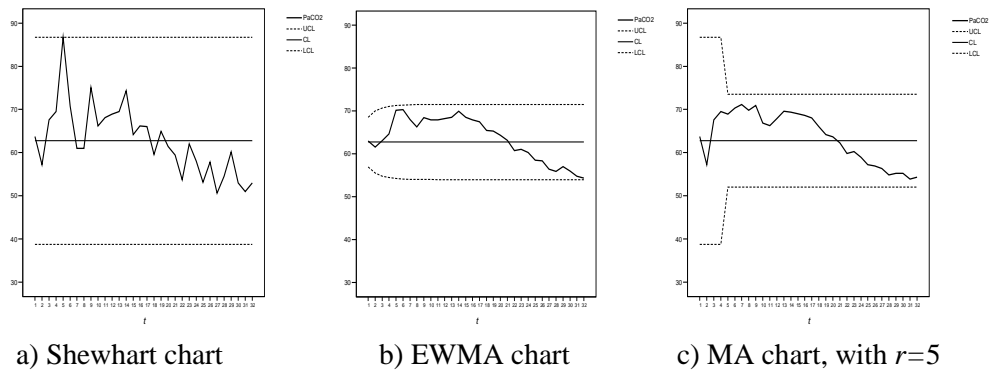 90
80
70
60
50
40
30
1 2 3 4 5 6 7 8 9 10 11 12 13 14 15 16 17 18 19 20 21 22 23 24 25 26 27 28 29 30 31 32
t
PaCO2
UCL
CL
LCL
a) Shewhart chart
90
80
70
60
50
40
30
1 2 3 4 5 6 7 8 9 10 11 12 13 14 15 16 17 18 19 20 21 22 23 24 25 26 27 28 29 30 31 32
t
PaCO2
UCL
CL
LCL
b) EWMA chart
90
80
70
60
50
40
30
1 2 3 4 5 6 7 8 9 10 11 12 13 14 15 16 17 18 19 20 21 22 23 24 25 26 27 28 29 30 31 32
t
PaCO2
UCL
CL
LCL
c) MA chart, with r=5